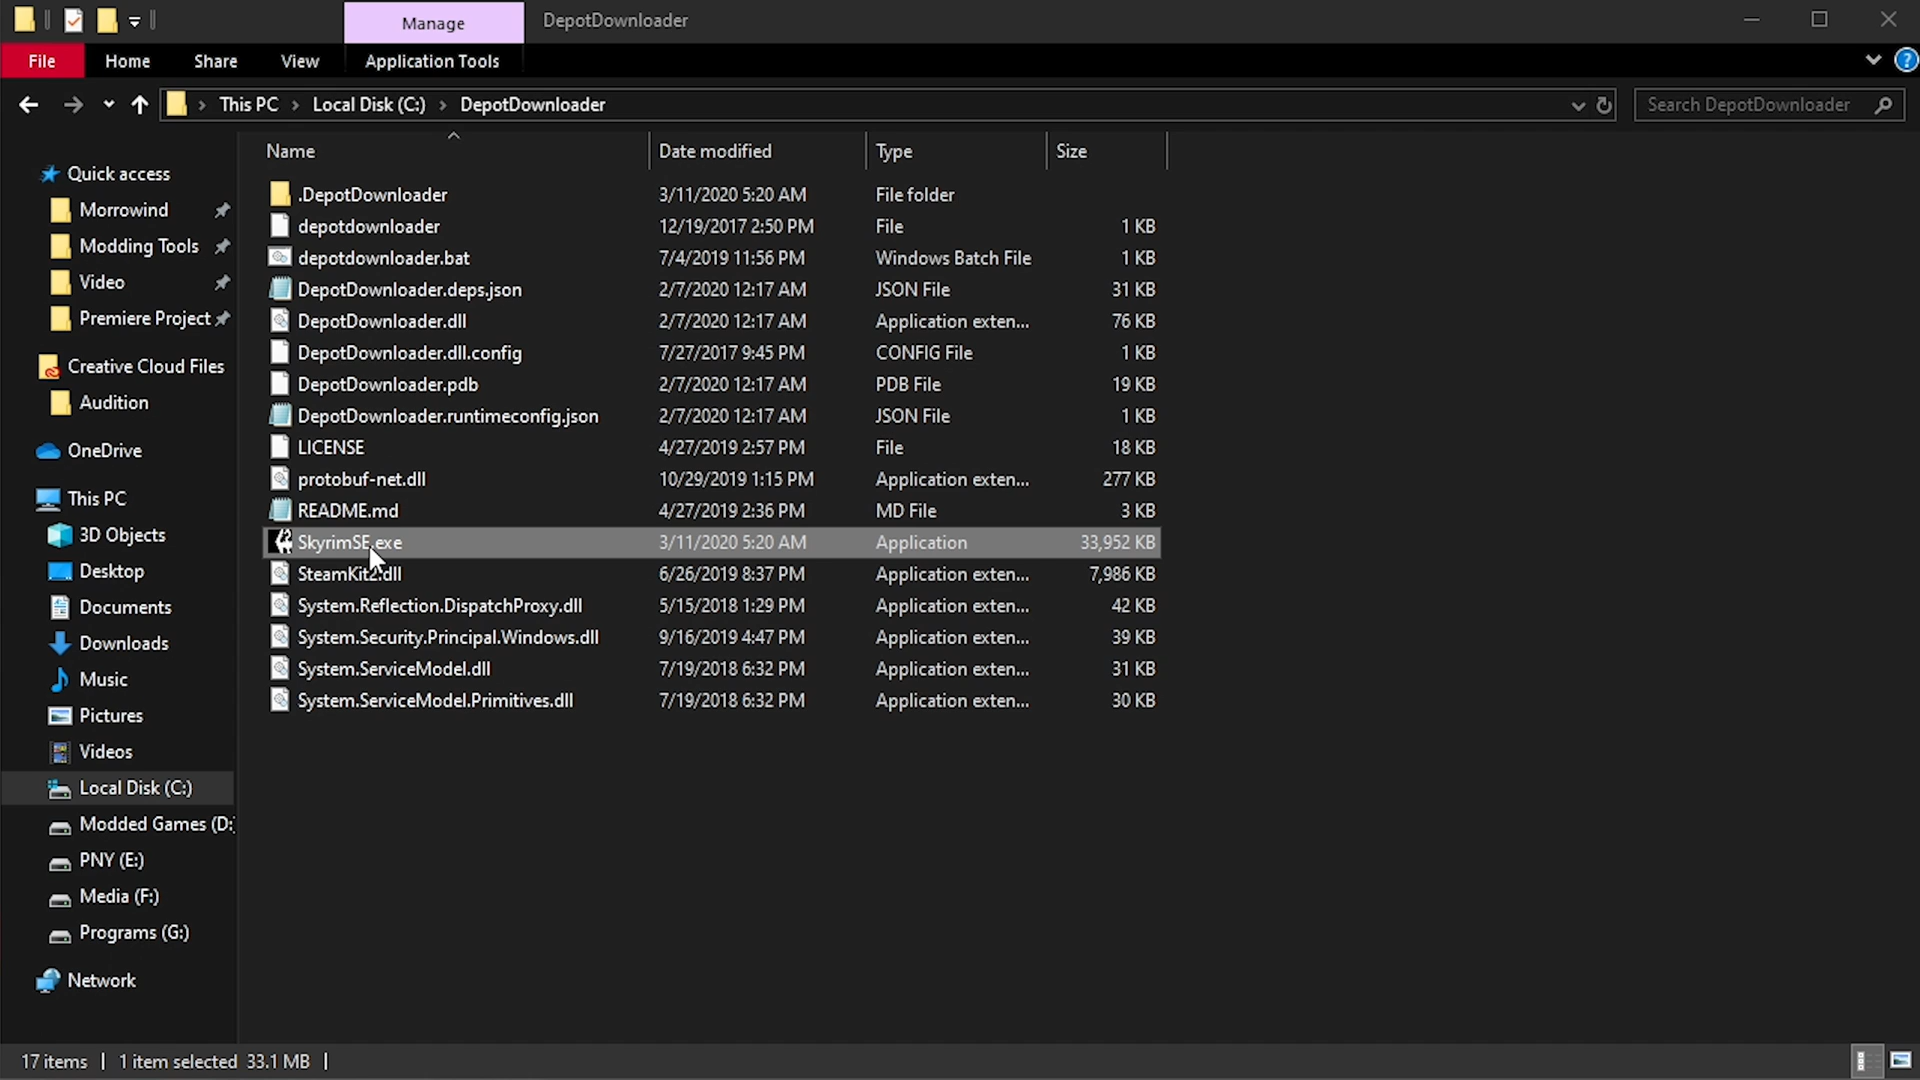 Manage
DepotDownloader
File
Home
Share
View
Application Tools
This PC
Local Disk (C:)
DepotDownloader
Search DepotDownloader
Name
Date modified
Type
Size
.DepotDownloader 3/11/2020 5:20 AM File folder
depotdownloader 12/19/2017 2:50 PM File 1 KB
depotdownloader.bat 7/4/2019 11:56 PM Windows Batch File 1 KB
DepotDownloader.deps.json 2/7/2020 12:17 AM JSON File 31 KB
DepotDownloader.dll 2/7/2020 12:17 AM Application exten... 76 KB
DepotDownloader.dll.config 7/27/2017 9:45 PM CONFIG File 1 KB
DepotDownloader.pdb 2/7/2020 12:17 AM PDB File 19 KB
DepotDownloader.runtimeconfig.json 2/7/2020 12:17 AM JSON File 1 KB
LICENSE 4/27/2019 2:57 PM File 18 KB
protobuf-net.dll 10/29/2019 1:15 PM Application exten... 277 KB
README.md 4/27/2019 2:36 PM MD File 3 KB
SkyrimSE.exe 3/11/2020 5:20 AM Application 33,952 KB
SteamKit2.dll 6/26/2019 8:37 PM Application exten... 7,986 KB
System.Reflection.DispatchProxy.dll 5/15/2018 1:29 PM Application exten... 42 KB
System.Security.Principal.Windows.dll 9/16/2019 4:47 PM Application exten... 39 KB
System.ServiceModel.dll 7/19/2018 6:32 PM Application exten... 31 KB
System.ServiceModel.Primitives.dll 7/19/2018 6:32 PM Application exten... 30 KB
Quick access
Morrowind
Modding Tools
Video
Premiere Project
Creative Cloud Files
Audition
OneDrive
This PC
3D Objects
Desktop
Documents
Downloads
Music
Pictures
Videos
Local Disk (C:)
Modded Games (D:
PNY (E:)
Media (F:)
Programs (G:)
Network
17 items
1 item selected 33.1 MB